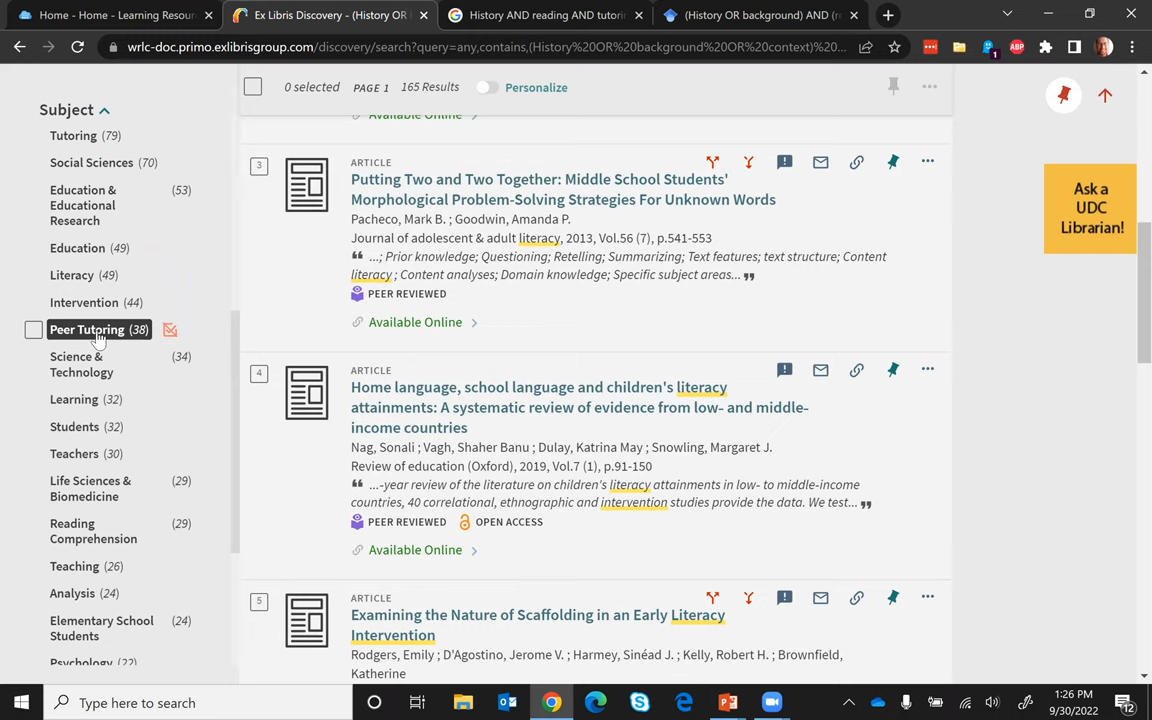 Home - Home - Learning Resour
Ex Libris Discovery - (History OR
History AND reading AND tutorin
(History OR background) AND (re
wrlc-doc.primo.exlibrisgroup.com/discovery/search?query=any,contains,(History%20OR%20background%20OR%20context)%20...
1
ABP
0 selected
PAGE 1
165 Results
Personalize
Subject
Tutoring (79)
Social Sciences (70)
Education & Educational Research (53)
Education (49)
Literacy (49)
Intervention (44)
Peer Tutoring (38)
Science & Technology (34)
Learning (32)
Students (32)
Teachers (30)
Life Sciences & Biomedicine (29)
Reading Comprehension (29)
Teaching (26)
Analysis (24)
Elementary School Students (24)
Psychology (22)
Available Online
3
ARTICLE
Putting Two and Two Together: Middle School Students'
Morphological Problem-Solving Strategies For Unknown Words
Pacheco, Mark B. ; Goodwin, Amanda P.
Journal of adolescent & adult literacy, 2013, Vol.56 (7), p.541-553
...; Prior knowledge; Questioning; Retelling; Summarizing; Text features; text structure; Content
literacy ; Content analyses; Domain knowledge; Specific subject areas...
PEER REVIEWED
Available Online
4
ARTICLE
Home language, school language and children's literacy
attainments: A systematic review of evidence from low- and middle-
income countries
Nag, Sonali ; Vagh, Shaher Banu ; Dulay, Katrina May ; Snowling, Margaret J.
Review of education (Oxford), 2019, Vol.7 (1), p.91-150
...-year review of the literature on children's literacy attainments in low- to middle-income
countries, 40 correlational, ethnographic and intervention studies provide the data. We test...
PEER REVIEWED
OPEN ACCESS
Available Online
5
ARTICLE
Examining the Nature of Scaffolding in an Early Literacy
Intervention
Rodgers, Emily ; D'Agostino, Jerome V. ; Harmey, Sinéad J. ; Kelly, Robert H. ; Brownfield,
Katherine
Ask a
UDC
Librarian!
Type here to search
1:26 PM
9/30/2022
12